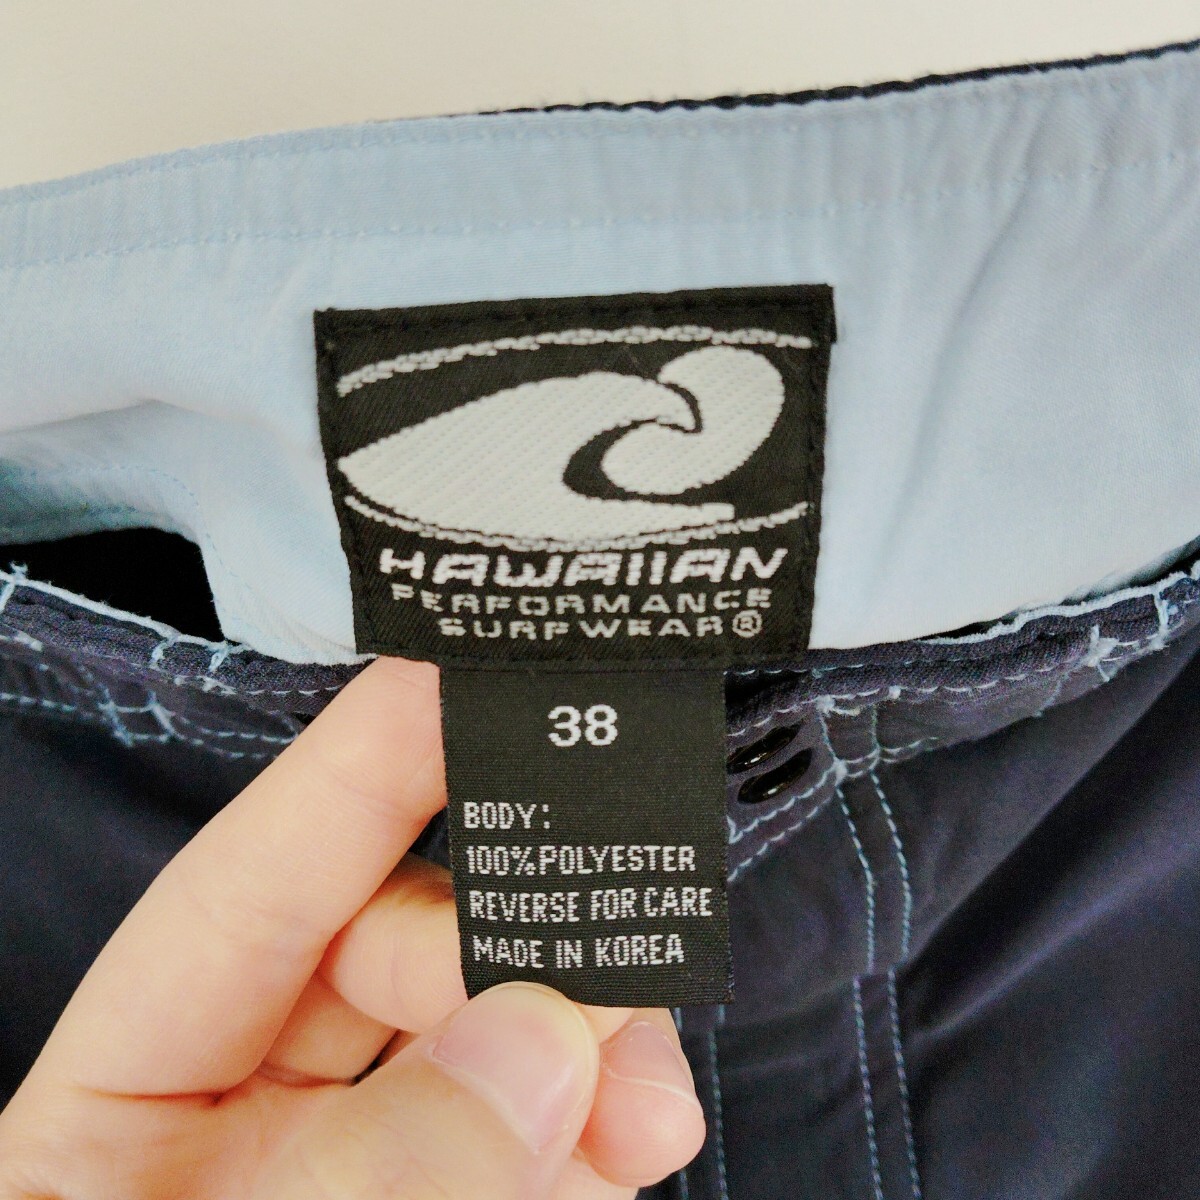 HAWAIIAN
PERFORMANCE
SURFWEAR®
38
BODY:
100%POLYESTER
REVERSE FOR CARE
MADE IN KOREA